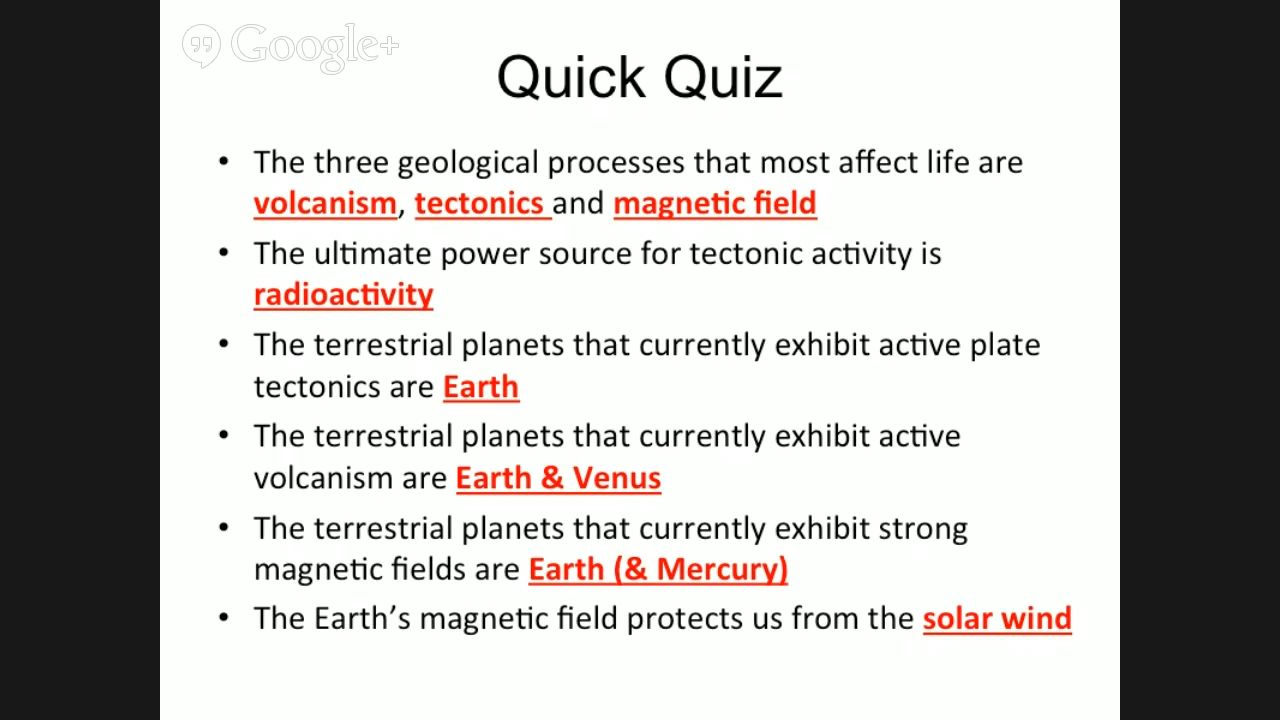 Google+
Quick Quiz
• The three geological processes that most affect life are
volcanism, tectonics and magnetic field
• The ultimate power source for tectonic activity is
radioactivity
• The terrestrial planets that currently exhibit active plate
tectonics are Earth
• The terrestrial planets that currently exhibit active
volcanism are Earth & Venus
• The terrestrial planets that currently exhibit strong
magnetic fields are Earth (& Mercury)
• The Earth’s magnetic field protects us from the solar wind